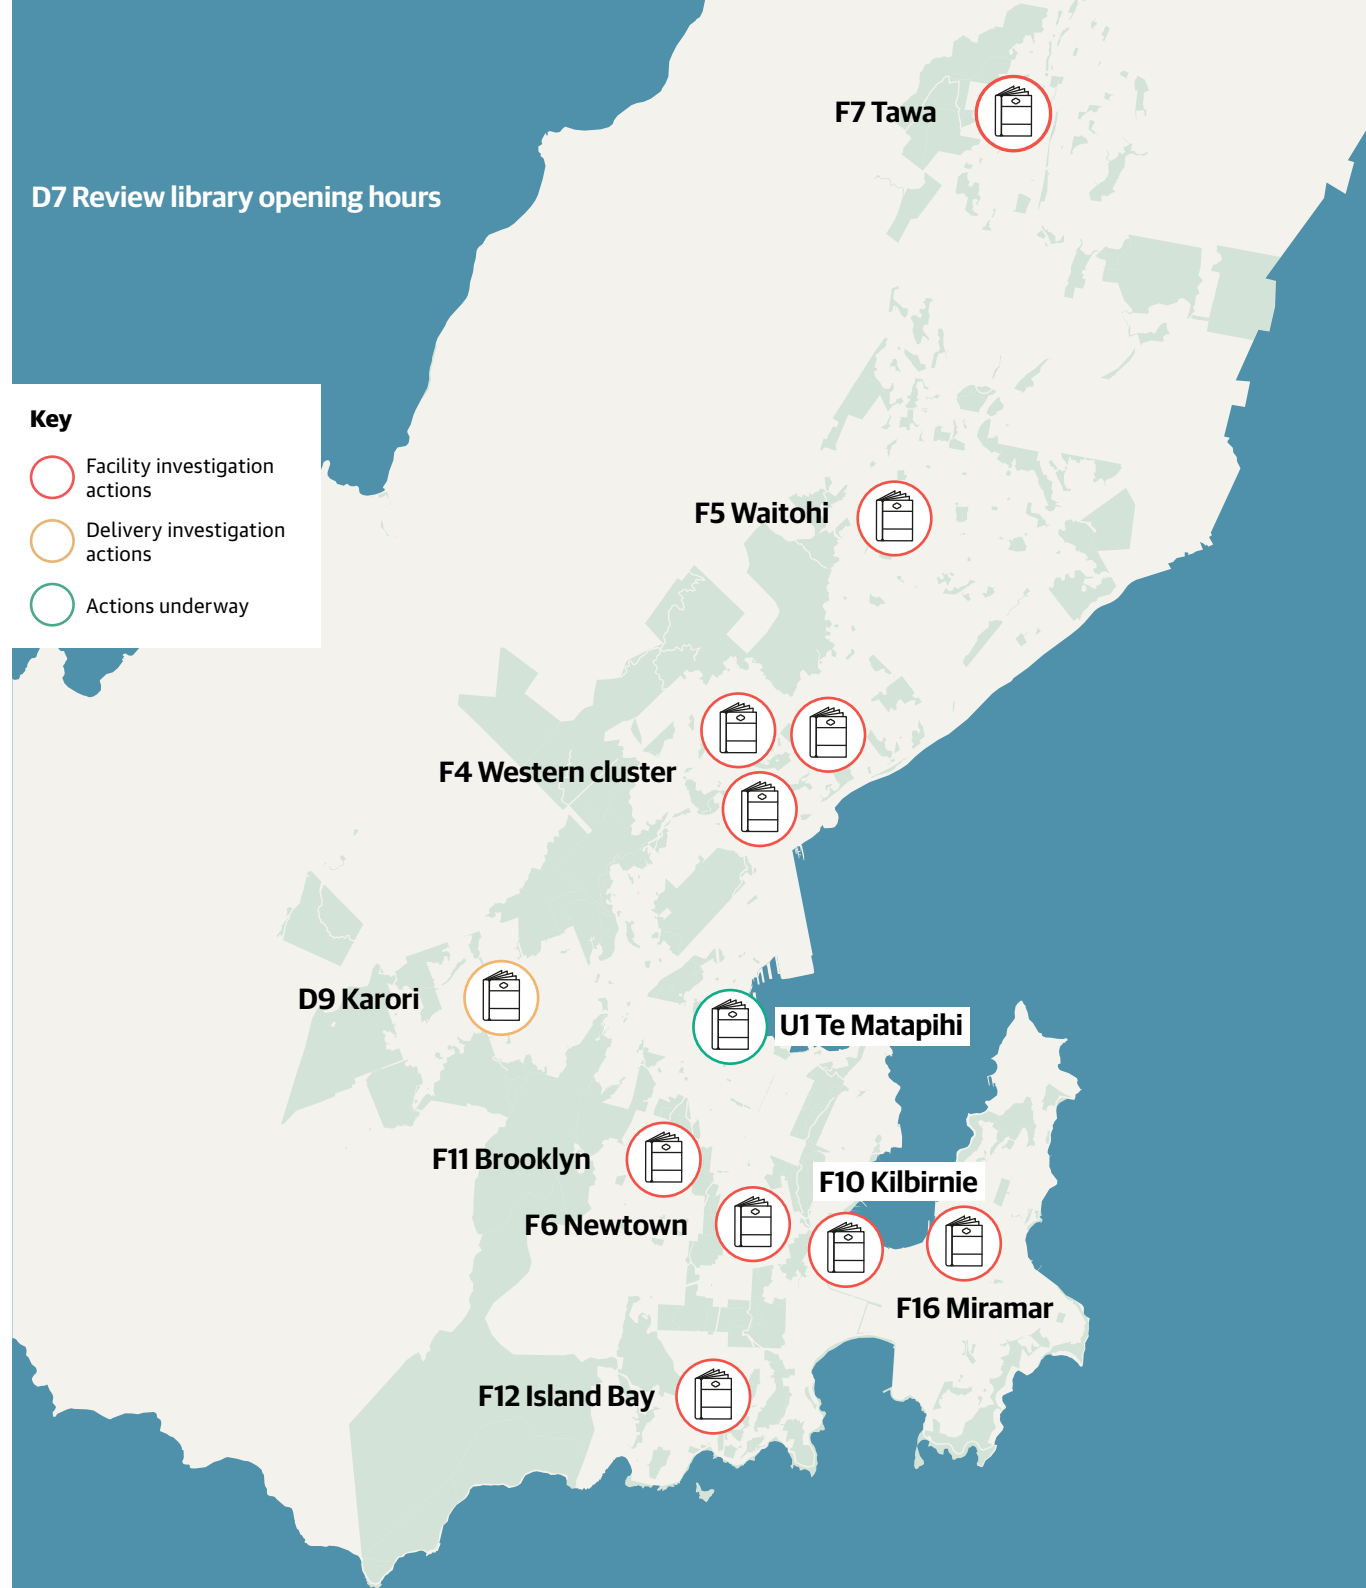 F7 Tawa
D7 Review library opening hours
Key
Facility investigation
actions
Delivery investigation
actions
Actions underway
F5 Waitohi
F4 Western cluster
D9 Karori
U1 Te Matapihi
F11 Brooklyn
F10 Kilbirnie
F6 Newtown
F16 Miramar
F12 Island Bay